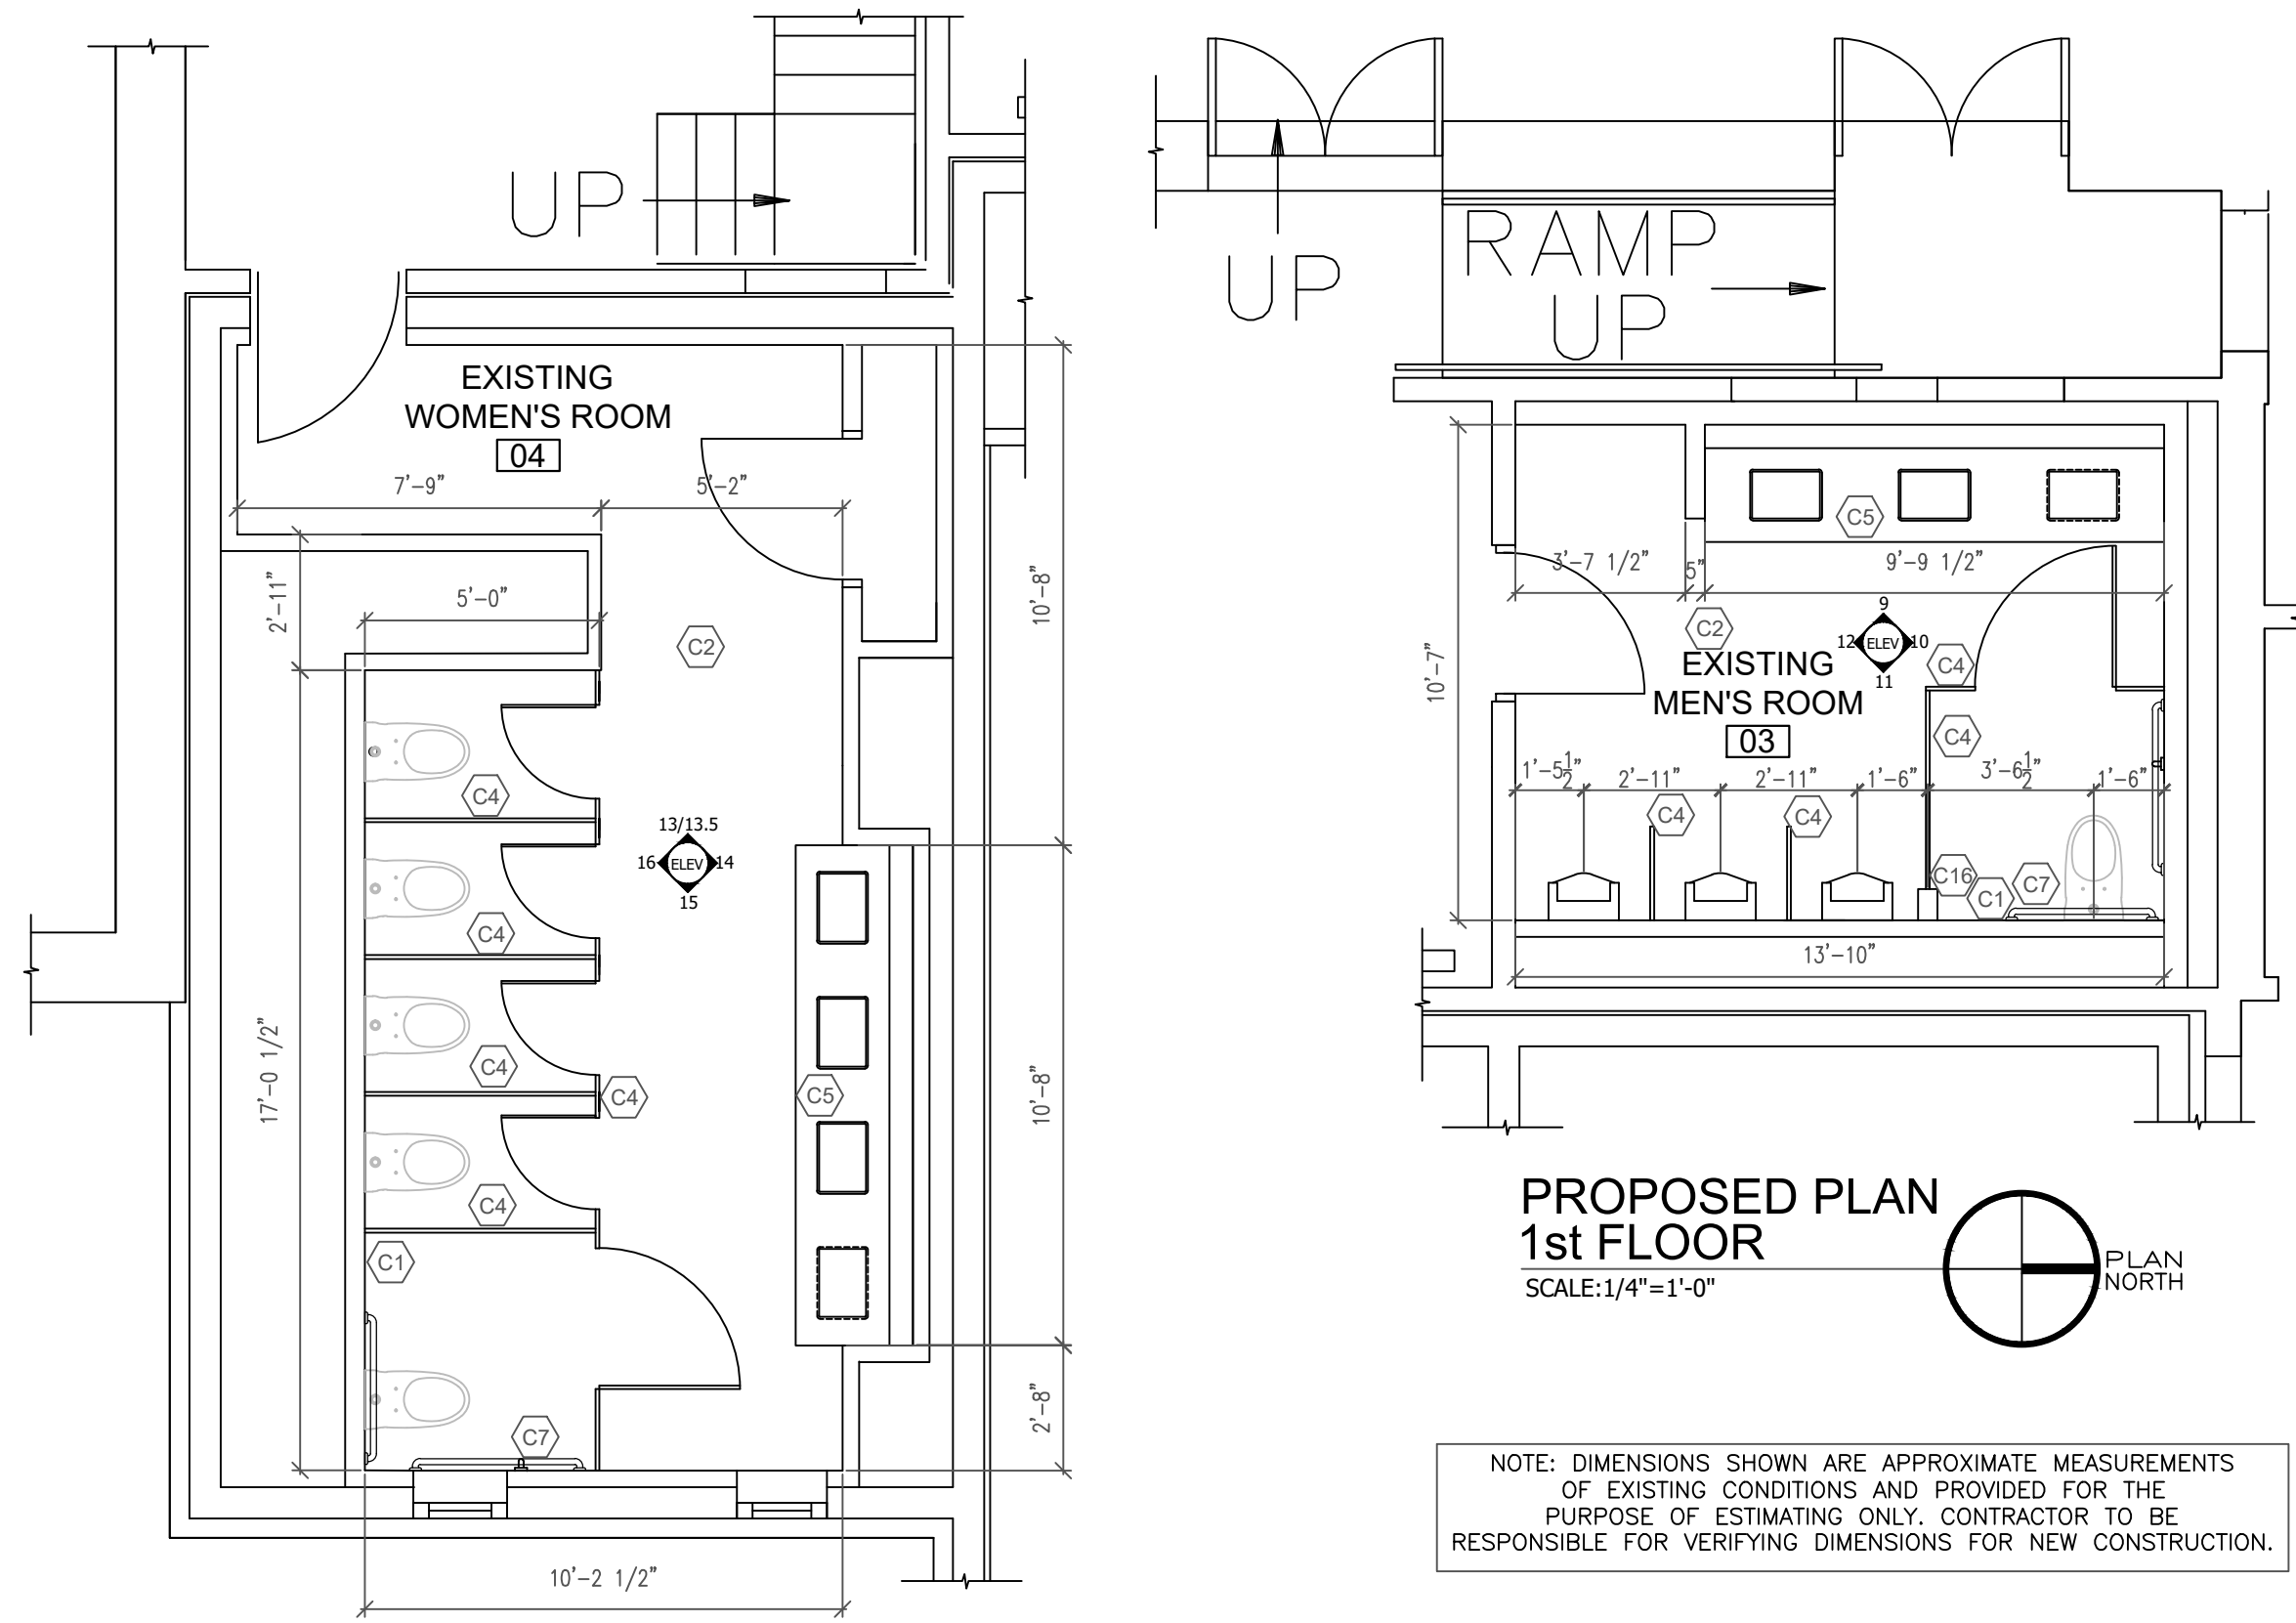 UP
EXISTING
WOMEN'S ROOM
04
7'-9"
5'-2"
2'-11"
5'-0"
10'-8"
C2
C4
13/13.5
16 ELEV 14
15
C4
C4
17'-0 1/2"
C4
C5
10'-8"
C4
C1
C7
2'-8"
10'-2 1/2"
UP
RAMP
UP
C5
3'-7 1/2"
5"
9'-9 1/2"
C2
9
12 ELEV 10
11
10'-7"
EXISTING
MEN'S ROOM
03
C4
C4
1'-5 1/2"
2'-11"
2'-11"
1'-6"
3'-6 1/2"
1'-6"
C4
C4
C16
C1
C7
13'-10"
PROPOSED PLAN
1st FLOOR
SCALE:1/4"=1'-0"
PLAN
NORTH
NOTE: DIMENSIONS SHOWN ARE APPROXIMATE MEASUREMENTS
OF EXISTING CONDITIONS AND PROVIDED FOR THE
PURPOSE OF ESTIMATING ONLY. CONTRACTOR TO BE
RESPONSIBLE FOR VERIFYING DIMENSIONS FOR NEW CONSTRUCTION.